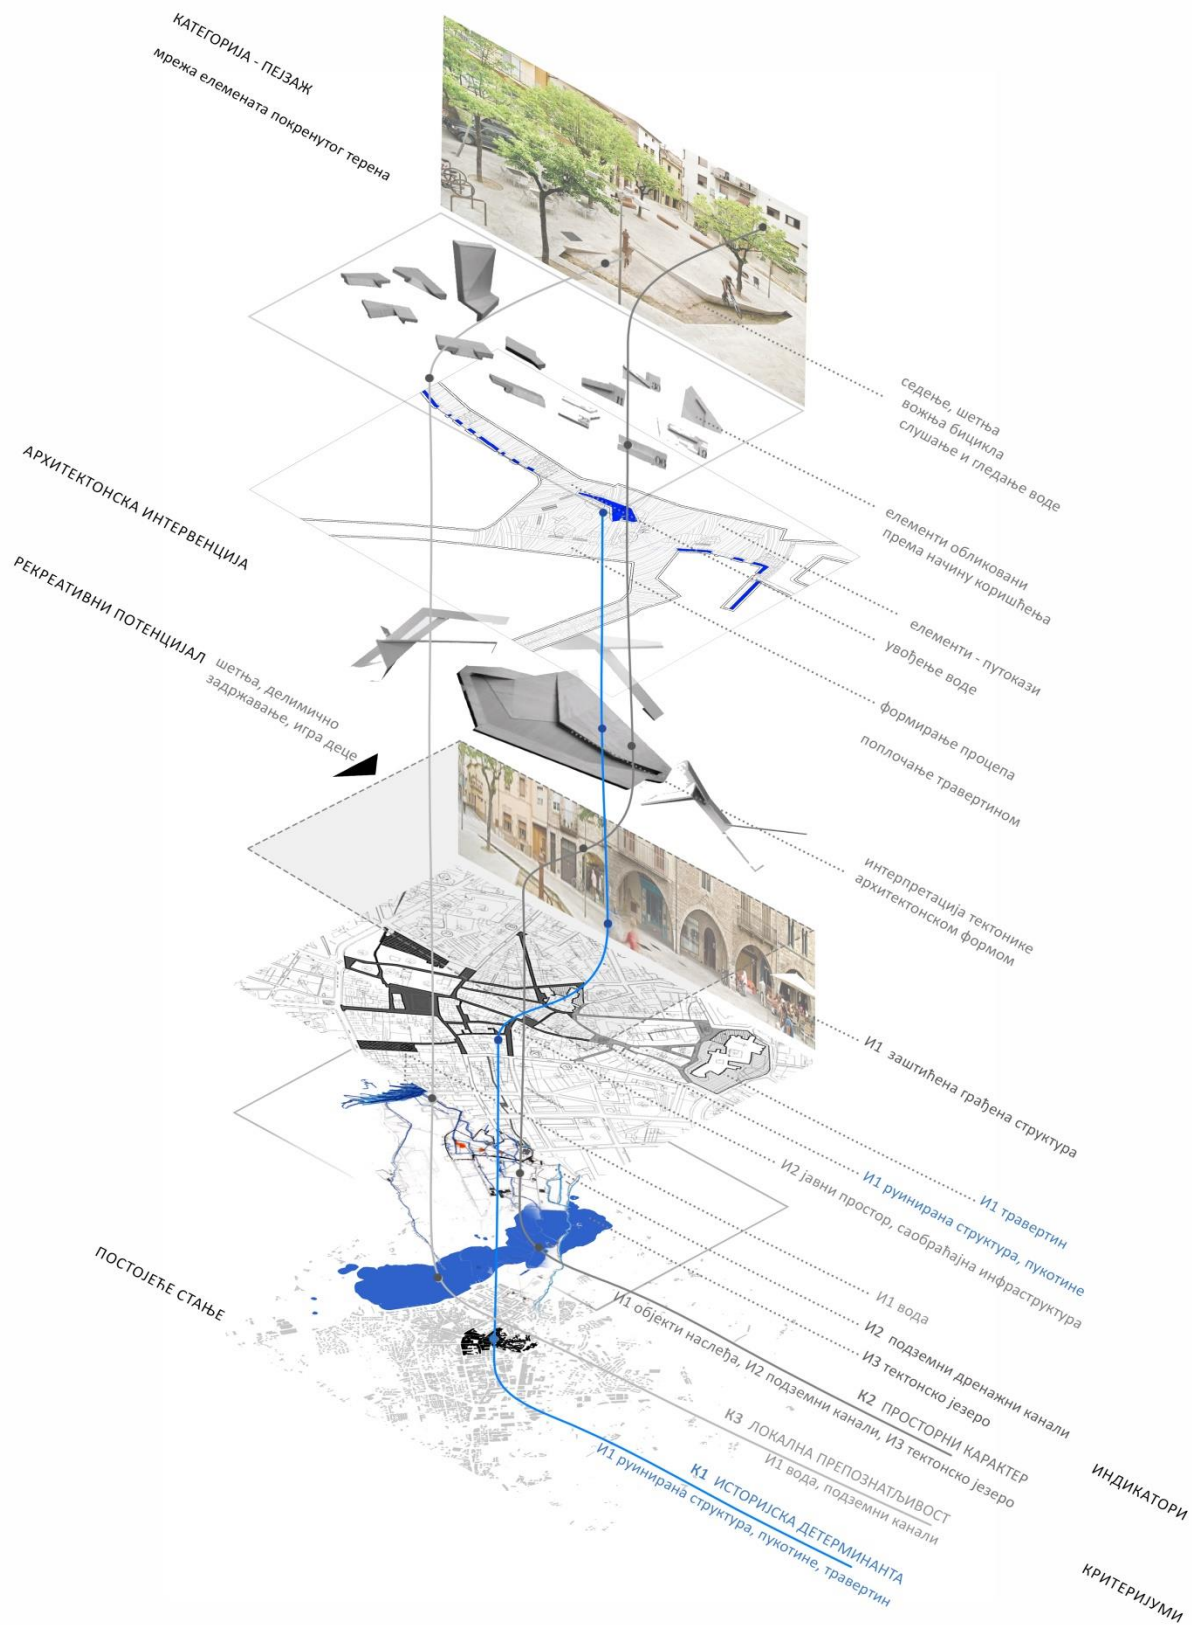 КАТЕГОРИЈА - ПЕЈЗАЖ
мрежа елемената покренутог терена
седење, шетња
вожња бицикла
слушање и гледање воде
АРХИТЕКТОНСКА ИНТЕРВЕНЦИЈА
елементи обликовани
према начину коришћења
РЕКРЕАТИВНИ ПОТЕНЦИЈАЛ
шетња, делимично
задржавање, игра деце
елементи - путокази
увођење воде
формирање процепа
поплочање травертином
интерпретација тектонике
архитектонском формом
И1 заштићена грађена структура
И1 травертин
И1 руинирана структура, пукотине
И2 јавни простор, саобраћајна инфраструктура
И1 вода
И2 подземни дренажни канали
И3 тектонско језеро
ПОСТОЈЕЋЕ СТАЊЕ
К2 ПРОСТОРНИ КАРАКТЕР
И1 објекти наслеђа, И2 подземни канали, И3 тектонско језеро
К3 ЛОКАЛНА ПРЕПОЗНАТЉИВОСТ
И1 вода, подземни канали
К1 ИСТОРИЈСКА ДЕТЕРМИНАНТА
И1 руинирана структура, пукотине, травертин
ИНДИКАТОРИ
КРИТЕРИЈУМИ